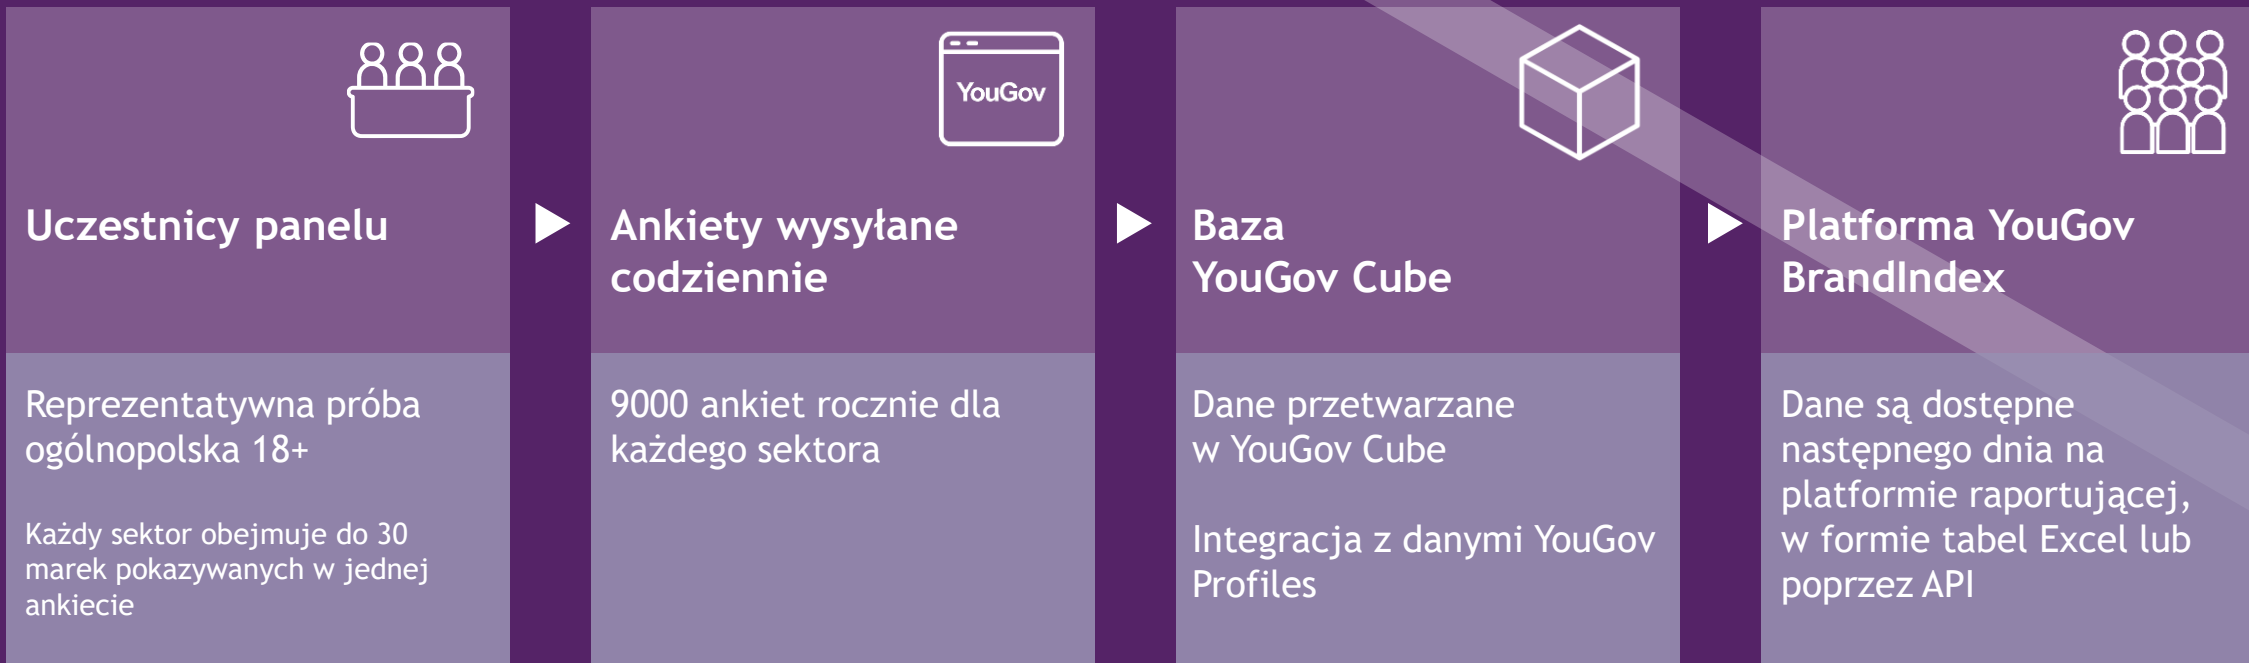 YouGov
Uczestnicy panelu
Ankiety wysyłane
codziennie
Baza
YouGov Cube
Platforma YouGov
BrandIndex
Reprezentatywna próba
ogólnopolska 18+
Każdy sektor obejmuje do 30
marek pokazywanych w jednej
ankiecie
9000 ankiet rocznie dla
każdego sektora
Dane przetwarzane
w YouGov Cube
Integracja z danymi YouGov
Profiles
Dane są dostępne
następnego dnia na
platformie raportującej,
w formie tabel Excel lub
poprzez API